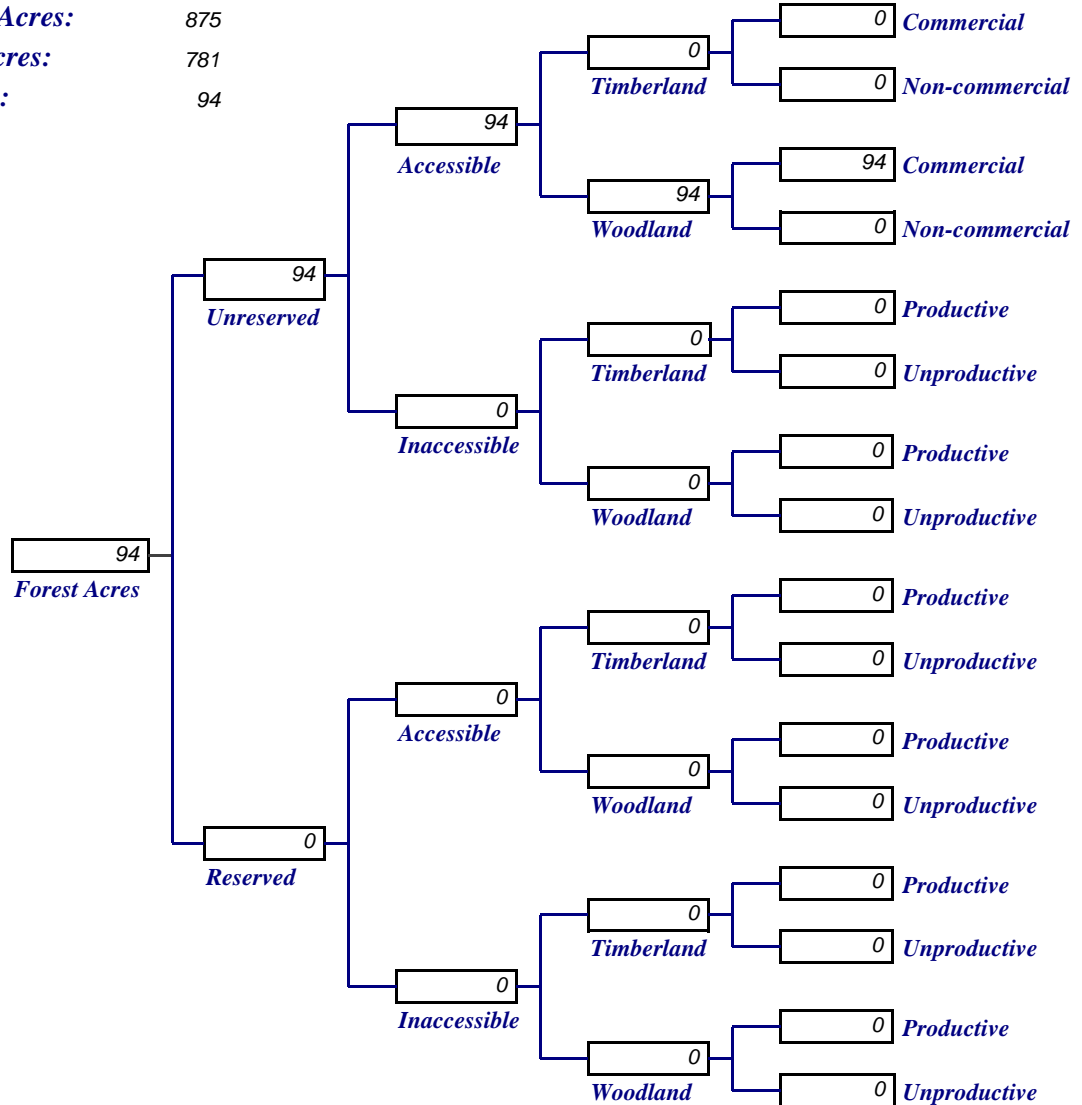 Acres: 875
cres: 781
: 94
0 Commercial
0
Timberland
0 Non-commercial
94
Accessible
94 Commercial
94
Woodland
0 Non-commercial
94
Unreserved
0 Productive
0
Timberland
0 Unproductive
0
Inaccessible
0 Productive
0
Woodland
0 Unproductive
94
Forest Acres
0 Productive
0
Timberland
0 Unproductive
0
Accessible
0 Productive
0
Woodland
0 Unproductive
0
Reserved
0 Productive
0
Timberland
0 Unproductive
0
Inaccessible
0 Productive
0
Woodland
0 Unproductive